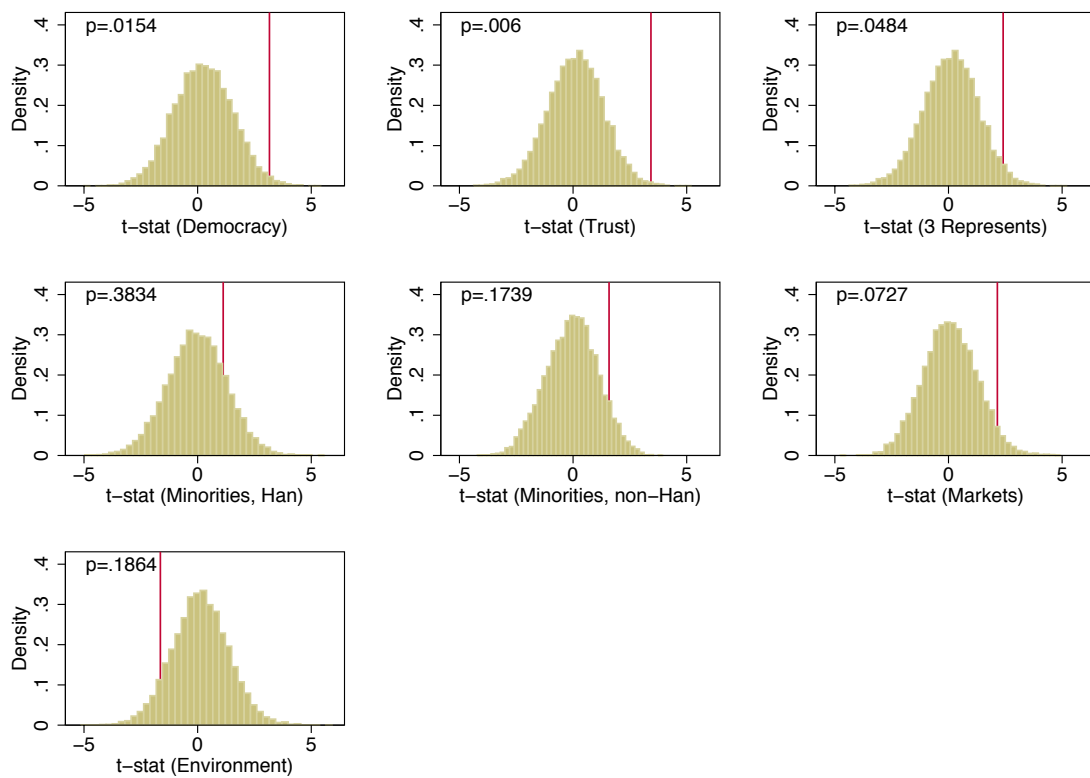 p=.0154
Density
0 .1 .2 .3 .4
−5 0 5
t−stat (Democracy)
p=.006
Density
0 .1 .2 .3 .4
−5 0 5
t−stat (Trust)
p=.0484
Density
0 .1 .2 .3 .4
−5 0 5
t−stat (3 Represents)
p=.3834
Density
0 .1 .2 .3 .4
−5 0 5
t−stat (Minorities, Han)
p=.1739
Density
0 .1 .2 .3 .4
−5 0 5
t−stat (Minorities, non−Han)
p=.0727
Density
0 .1 .2 .3 .4
−5 0 5
t−stat (Markets)
p=.1864
Density
0 .1 .2 .3 .4
−5 0 5
t−stat (Environment)